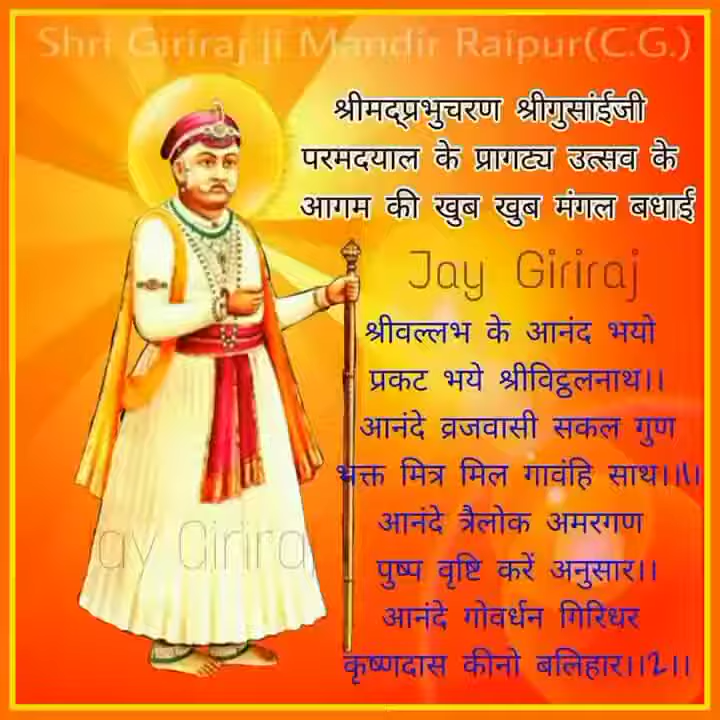 Shri Giriraj ji Mandir Raipur(C.G.)
श्रीमद्प्रभुचरण श्रीगुसांईजी
परमदयाल के प्रागट्य उत्सव के
आगम की खुब खुब मंगल बधाई
Jay Giriraj
श्रीवल्लभ के आनंद भयो
प्रकट भये श्रीविठ्ठलनाथ।।
आनंदे व्रजवासी सकल गुण
भक्त मित्र मिल गावंहि साथ।।1।।
आनंदे त्रैलोक अमरगण
पुष्प वृष्टि करें अनुसार।।
Jay Giriraj
आनंदे गोवर्धन गिरिधर
कृष्णदास कीनो बलिहार।।2।।